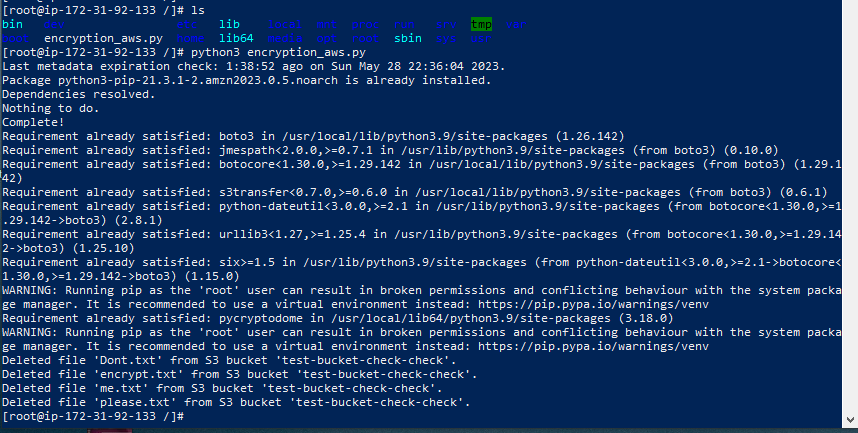 [root@ip-172-31-92-133 /]# ls
bin dev etc lib local mnt proc run srv tmp var
boot encryption_aws.py home lib64 media opt root sbin sys usr
[root@ip-172-31-92-133 /]# python3 encryption_aws.py
Last metadata expiration check: 1:38:52 ago on Sun May 28 22:36:04 2023.
Package python3-pip-21.3.1-2.amzn2023.0.5.noarch is already installed.
Dependencies resolved.
Nothing to do.
Complete!
Requirement already satisfied: boto3 in /usr/local/lib/python3.9/site-packages (1.26.142)
Requirement already satisfied: jmespath<2.0.0,>=0.7.1 in /usr/lib/python3.9/site-packages (from boto3) (0.10.0)
Requirement already satisfied: botocore<1.30.0,>=1.29.142 in /usr/local/lib/python3.9/site-packages (from boto3) (1.29.1
42)
Requirement already satisfied: s3transfer<0.7.0,>=0.6.0 in /usr/local/lib/python3.9/site-packages (from boto3) (0.6.1)
Requirement already satisfied: python-dateutil<3.0.0,>=2.1 in /usr/lib/python3.9/site-packages (from botocore<1.30.0,>=1
.29.142->boto3) (2.8.1)
Requirement already satisfied: urllib3<1.27,>=1.25.4 in /usr/lib/python3.9/site-packages (from botocore<1.30.0,>=1.29.14
2->boto3) (1.25.10)
Requirement already satisfied: six>=1.5 in /usr/lib/python3.9/site-packages (from python-dateutil<3.0.0,>=2.1->botocore<
1.30.0,>=1.29.142->boto3) (1.15.0)
WARNING: Running pip as the 'root' user can result in broken permissions and conflicting behaviour with the system packa
ge manager. It is recommended to use a virtual environment instead: https://pip.pypa.io/warnings/venv
Requirement already satisfied: pycryptodome in /usr/local/lib64/python3.9/site-packages (3.18.0)
WARNING: Running pip as the 'root' user can result in broken permissions and conflicting behaviour with the system packa
ge manager. It is recommended to use a virtual environment instead: https://pip.pypa.io/warnings/venv
Deleted file 'Dont.txt' from S3 bucket 'test-bucket-check-check'.
Deleted file 'encrypt.txt' from S3 bucket 'test-bucket-check-check'.
Deleted file 'me.txt' from S3 bucket 'test-bucket-check-check'.
Deleted file 'please.txt' from S3 bucket 'test-bucket-check-check'.
[root@ip-172-31-92-133 /]#